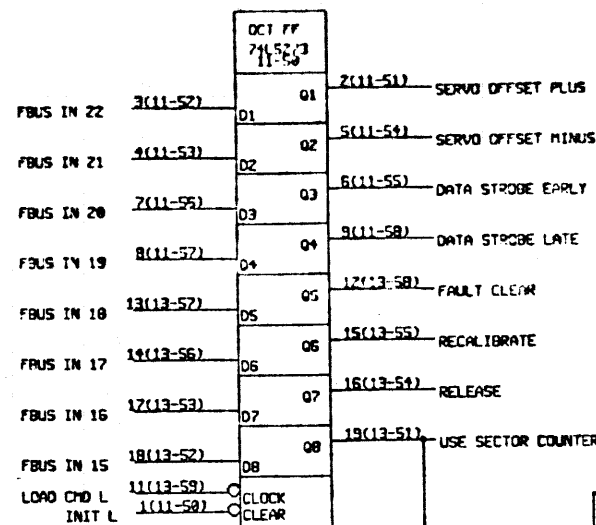 OCT FF
74LS273
11-50
FBUS IN 22 3(11-52) D1 Q1 2(11-51) SERVO OFFSET PLUS
FBUS IN 21 4(11-53) D2 Q2 5(11-54) SERVO OFFSET MINUS
FBUS IN 20 7(11-55) D3 Q3 6(11-55) DATA STROBE EARLY
FBUS IN 19 8(11-57) D4 Q4 9(11-58) DATA STROBE LATE
FBUS IN 18 13(13-57) D5 Q5 12(13-58) FAULT CLEAR
FBUS IN 17 14(13-56) D6 Q6 15(13-55) RECALIBRATE
FBUS IN 16 17(13-53) D7 Q7 16(13-54) RELEASE
FBUS IN 15 18(13-52) D8 Q8 19(13-51) USE SECTOR COUNTER
LOAD CMD L 11(13-59) CLOCK
INIT L 1(11-50) CLEAR